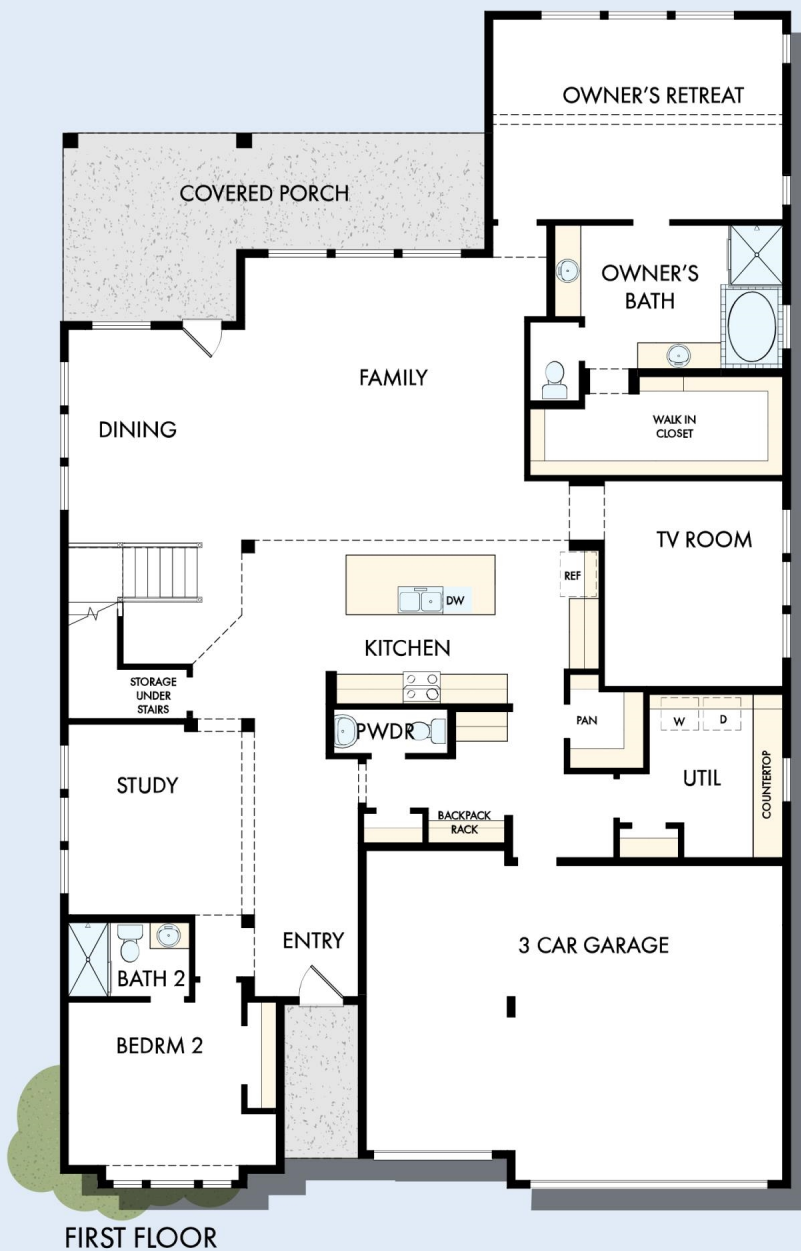 OWNER'S RETREAT
COVERED PORCH
OWNER'S
BATH
FAMILY
DINING
WALK IN
CLOSET
TV ROOM
REF
DW
KITCHEN
STORAGE
UNDER
STAIRS
PAN
W
D
PWDR
STUDY
UTIL
COUNTERTOP
BACKPACK
RACK
ENTRY
3 CAR GARAGE
BATH 2
BEDRM 2
FIRST FLOOR